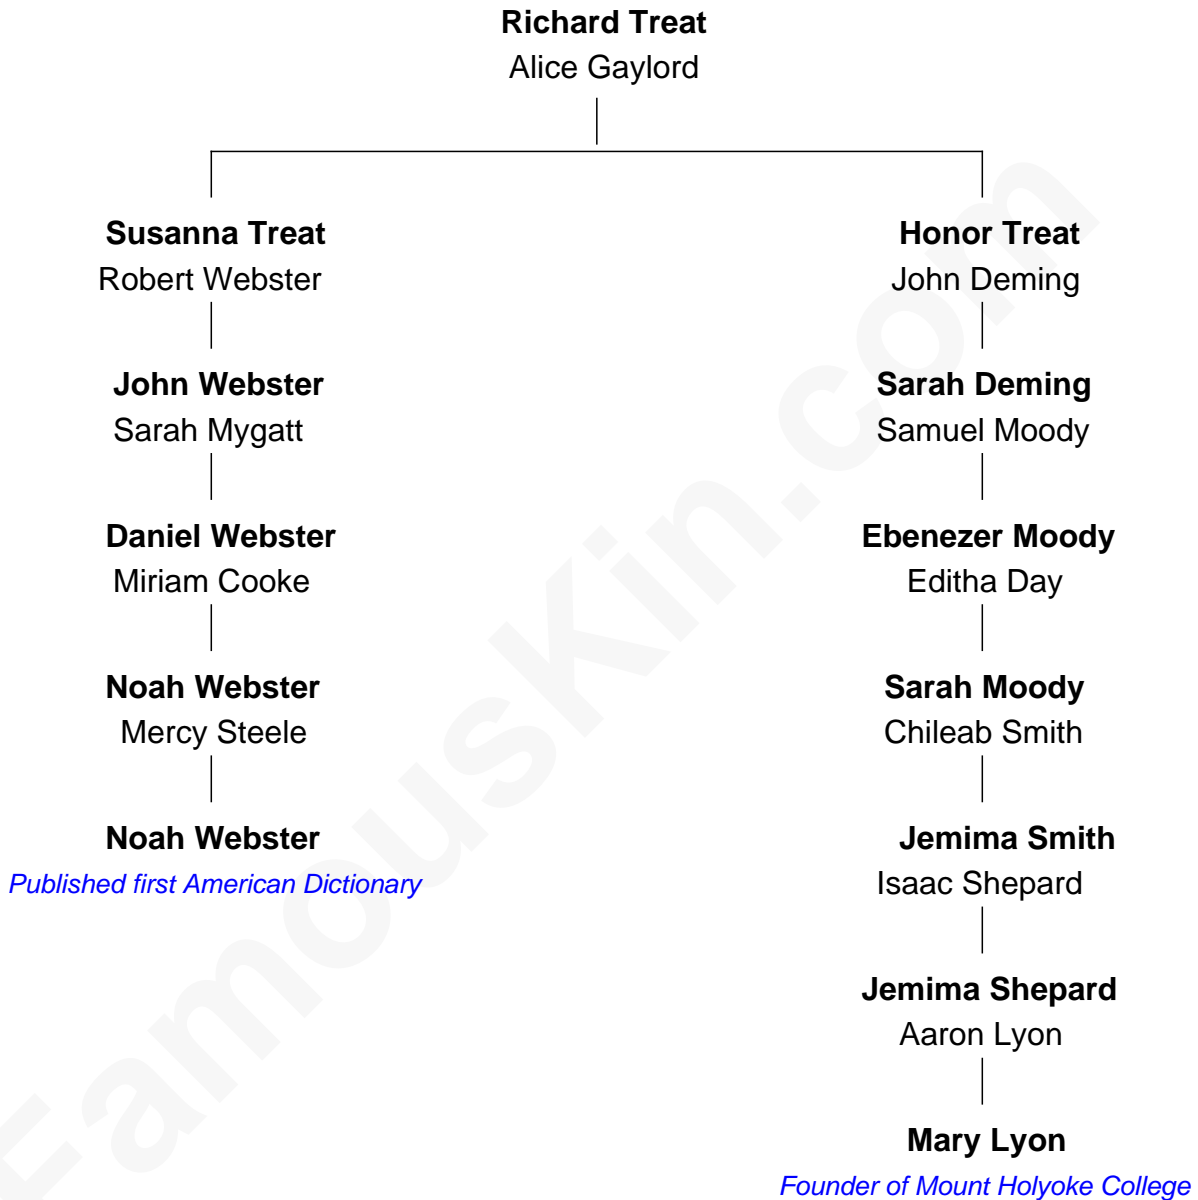 Richard Treat
Alice Gaylord
Susanna Treat
Robert Webster
Honor Treat
John Deming
John Webster
Sarah Mygatt
Sarah Deming
Samuel Moody
Daniel Webster
Miriam Cooke
Ebenezer Moody
Editha Day
Noah Webster
Mercy Steele
Sarah Moody
Chileab Smith
Noah Webster
Published first American Dictionary
Jemima Smith
Isaac Shepard
Jemima Shepard
Aaron Lyon
Mary Lyon
Founder of Mount Holyoke College
FamousKin.com